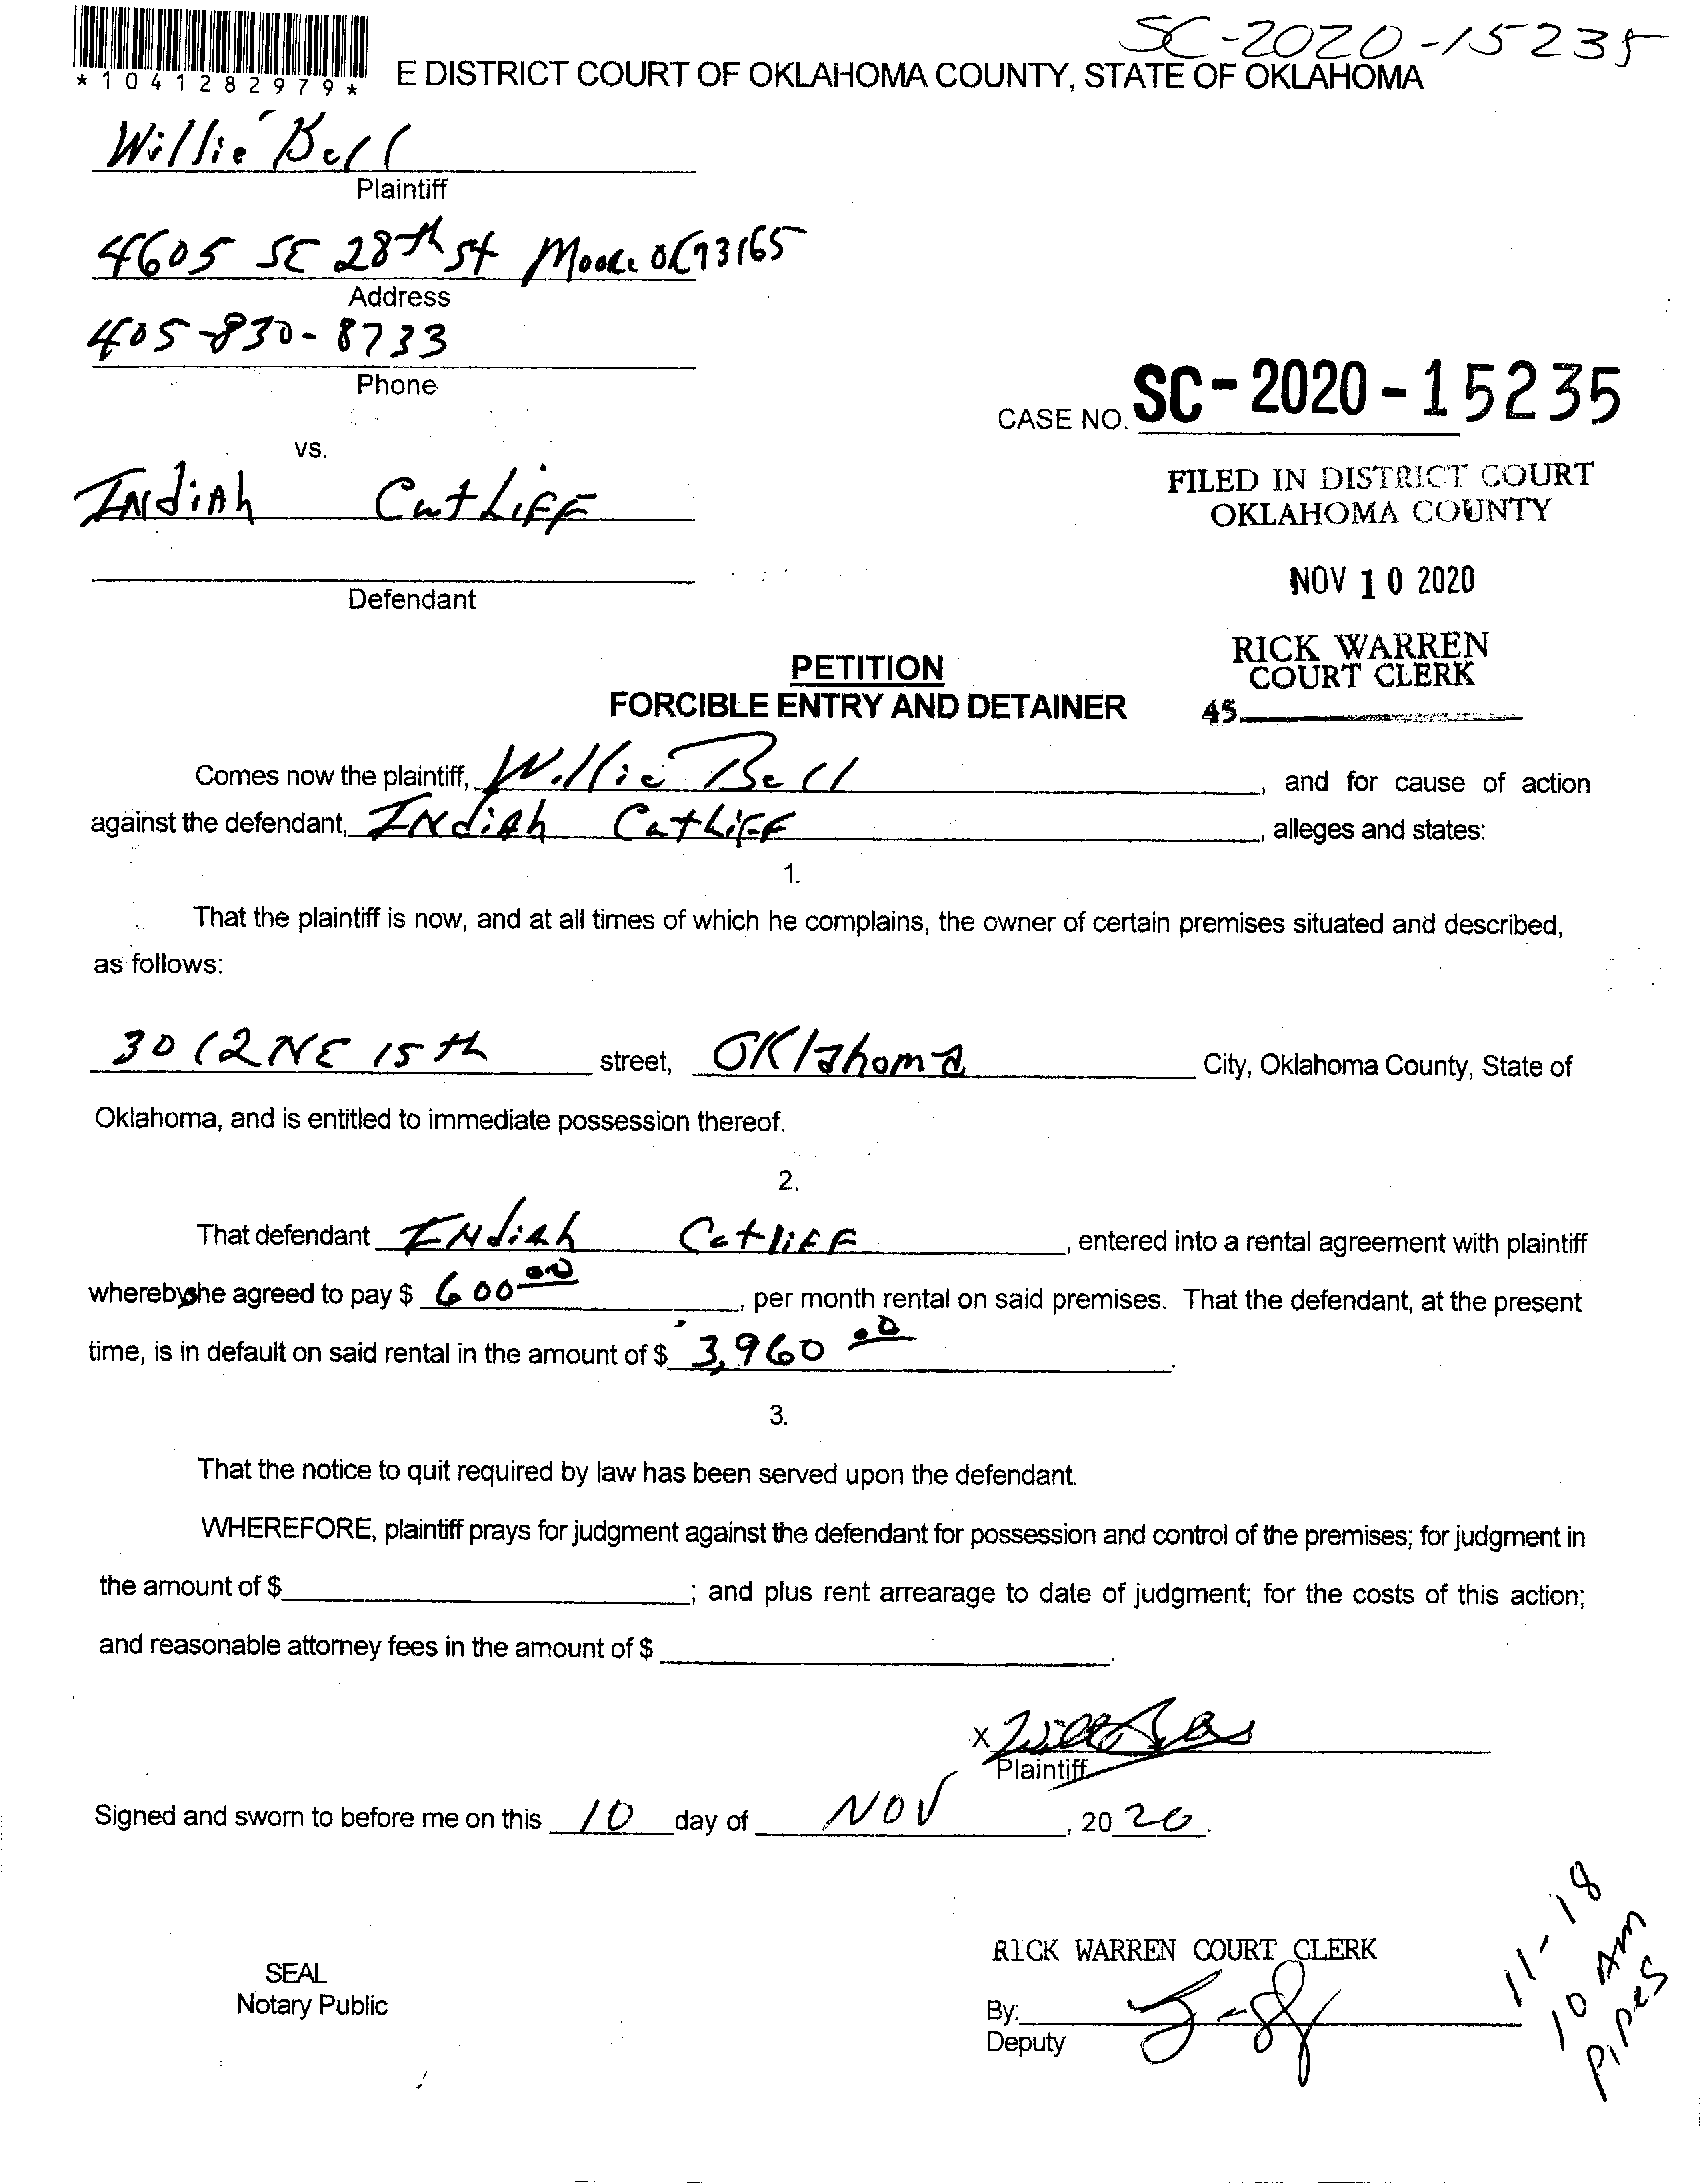 SC-2020-15235
*1041282979*
E DISTRICT COURT OF OKLAHOMA COUNTY, STATE OF OKLAHOMA
Willie Bell
Plaintiff
4605 SE 28th st Moore OK 73165
Address
405-830-8733
Phone
CASE NO. SC-2020-15235
vs.
FILED IN DISTRICT COURT
OKLAHOMA COUNTY
Indiah CatLiFF
NOV 10 2020
Defendant
RICK WARREN
COURT CLERK
45
PETITION
FORCIBLE ENTRY AND DETAINER
Comes now the plaintiff, Willie Bell, and for cause of action
against the defendant, Indiah CatLiFF, alleges and states:
1.
That the plaintiff is now, and at all times of which he complains, the owner of certain premises situated and described,
as follows:
3012 NE 15th street, Oklahoma City, Oklahoma County, State of
Oklahoma, and is entitled to immediate possession thereof.
2.
That defendant Indiah CatliFF, entered into a rental agreement with plaintiff
wherebyshe agreed to pay $ 600.00, per month rental on said premises. That the defendant, at the present
time, is in default on said rental in the amount of $ 3,960.00.
3.
That the notice to quit required by law has been served upon the defendant.
WHEREFORE, plaintiff prays for judgment against the defendant for possession and control of the premises; for judgment in
the amount of $ ; and plus rent arrearage to date of judgment; for the costs of this action;
and reasonable attorney fees in the amount of $ .
X
Plaintiff
Signed and sworn to before me on this 10 day of NOV, 20 20.
RICK WARREN COURT CLERK
SEAL
Notary Public
By:
Deputy
11-18
10 AM
Pipes